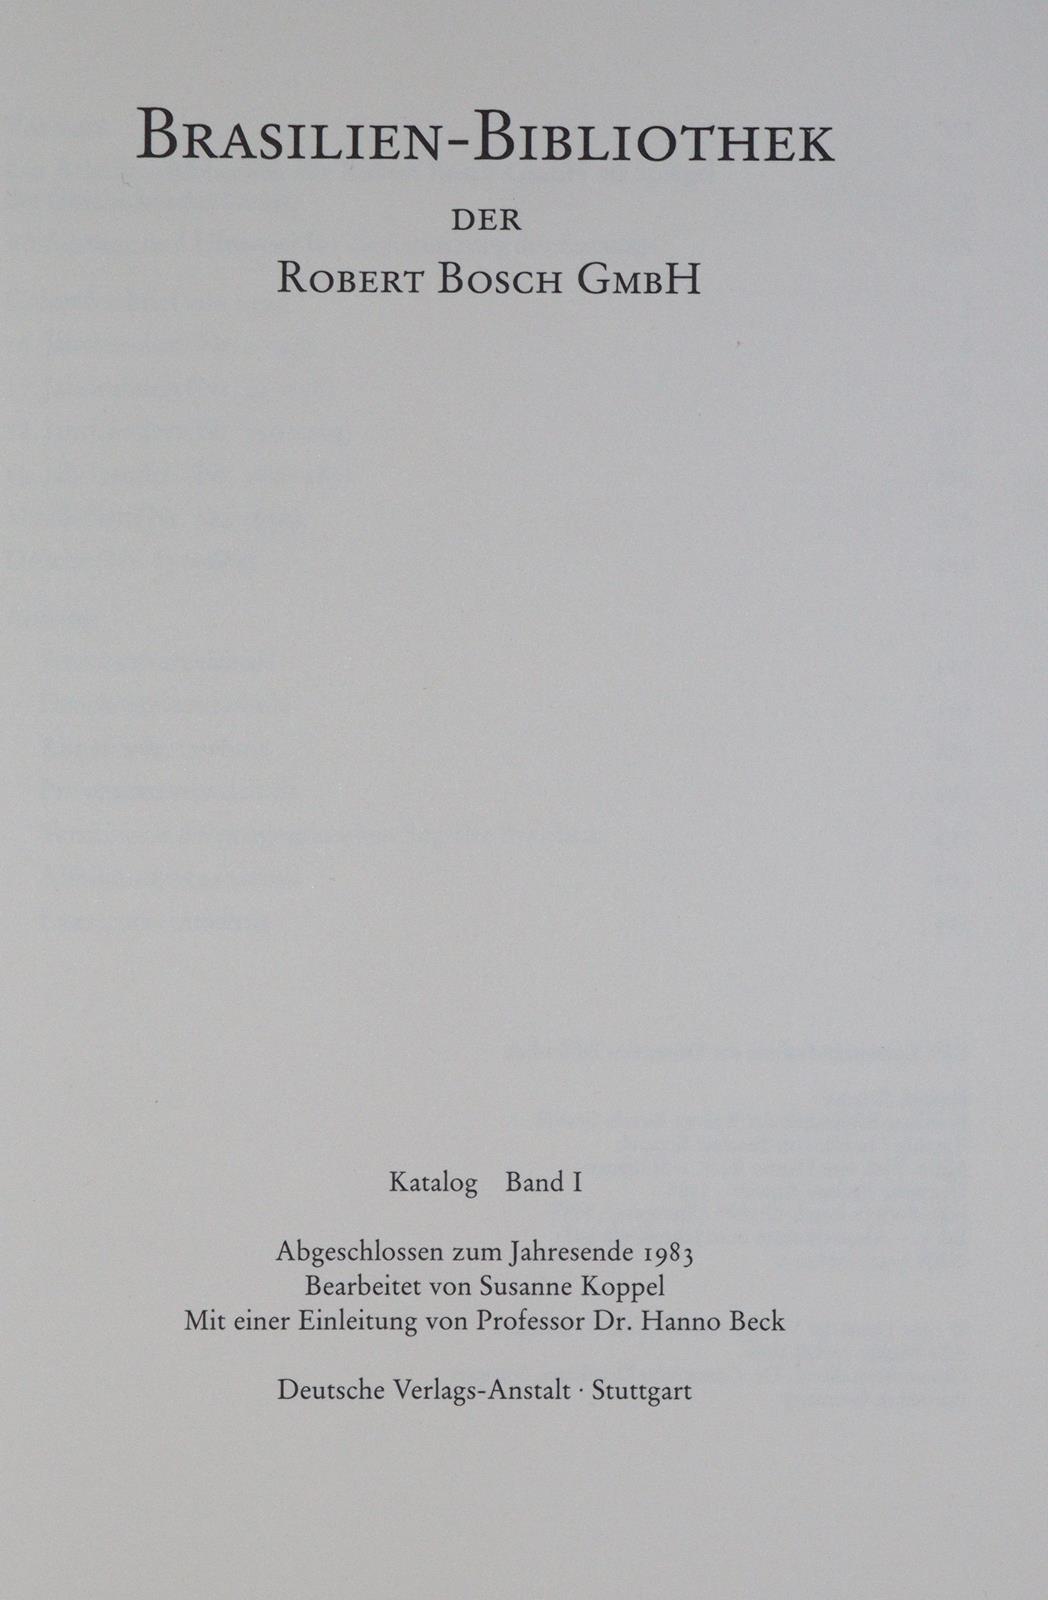 Brasilien-Bibliothek
der
Robert Bosch GmbH
Katalog Band I
Abgeschlossen zum Jahresende 1983
Bearbeitet von Susanne Koppel
Mit einer Einleitung von Professor Dr. Hanno Beck
Deutsche Verlags-Anstalt · Stuttgart